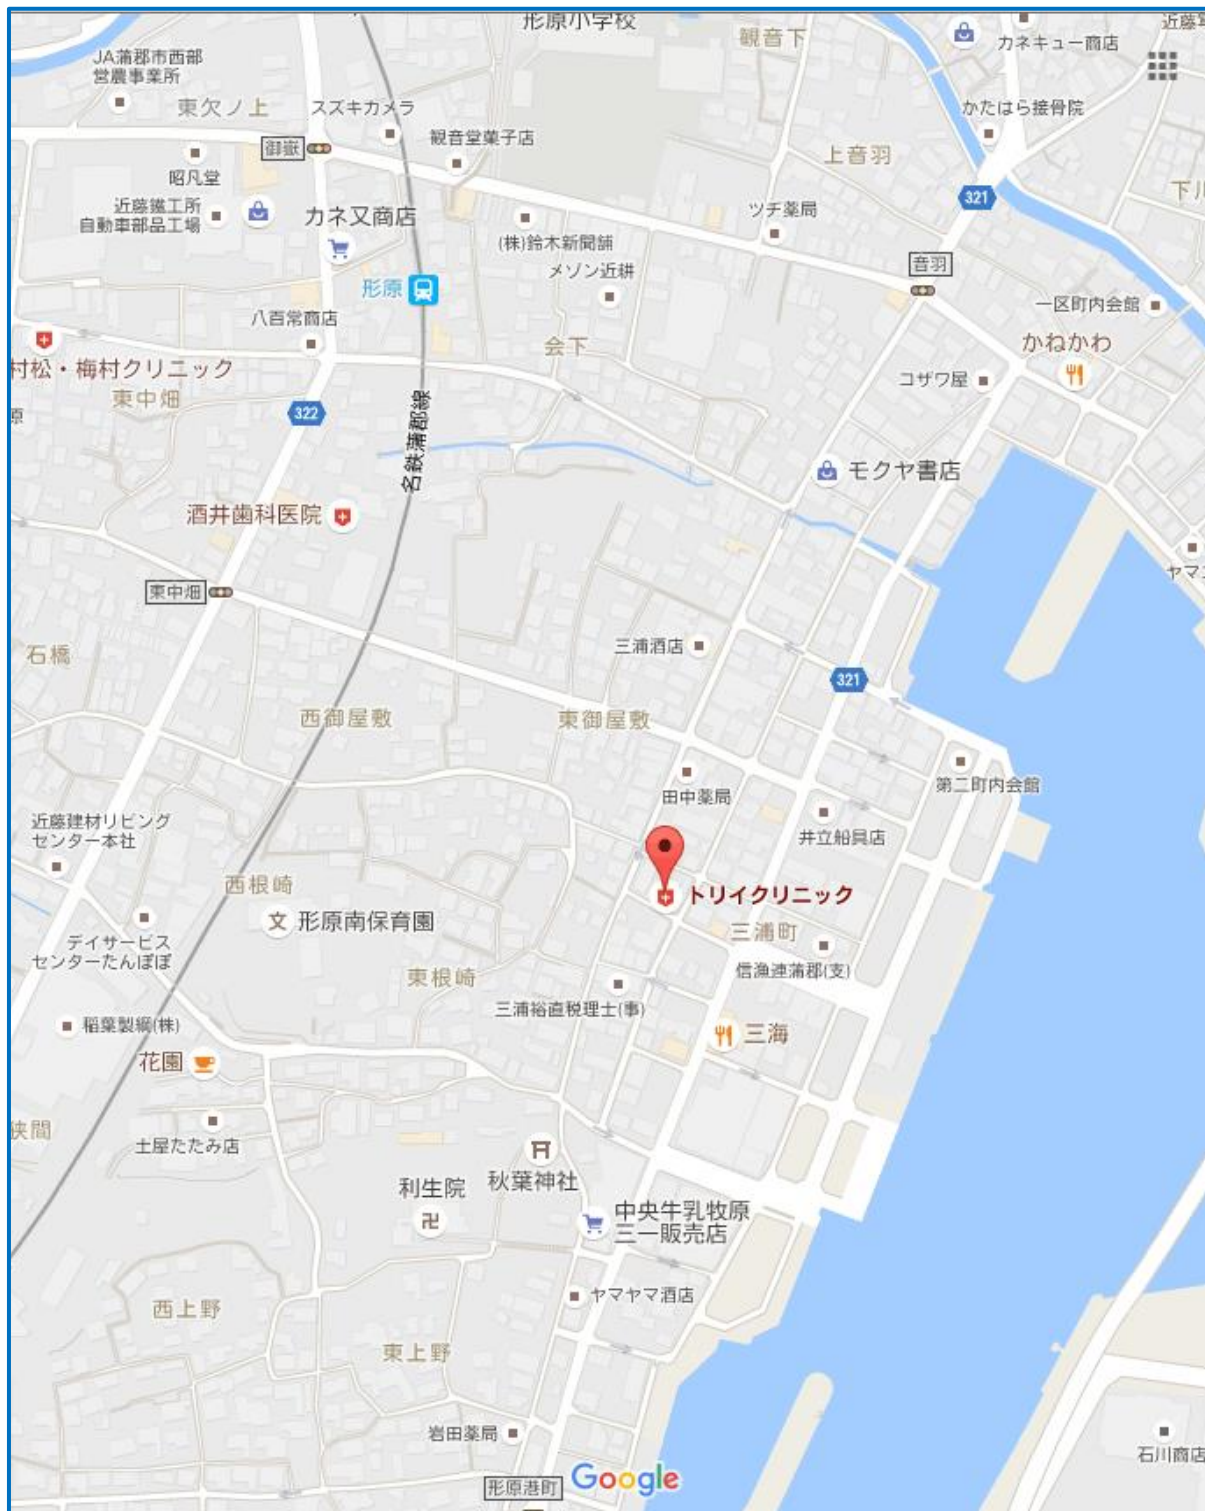 形原小学校
観音下
カネキュー商店
JA蒲郡市西部
営農事業所
東欠ノ上
スズキカメラ
かたはら接骨院
観音堂菓子店
御嶽
上音羽
昭凡堂
321
近藤鐵工所
自動車部品工場
カネ又商店
ツチ薬局
(株)鈴木新聞舗
音羽
メゾン近耕
形原
一区町内会館
八百常商店
会下
かねかわ
村松・梅村クリニック
コザワ屋
東中畑
原
322
名鉄蒲郡線
モクヤ書店
酒井歯科医院
東中畑
三浦酒店
石橋
321
西御屋敷
東御屋敷
第二町内会館
田中薬局
近藤建材リビング
センター本社
井立船具店
西根崎
トリイクリニック
形原南保育園
三浦町
デイサービス
センターたんぽぽ
東根崎
信漁連蒲郡(支)
三浦裕直税理士(事)
稲葉製綱(株)
三海
花園
狭間
土屋たたみ店
利生院
秋葉神社
中央牛乳牧原
三一販売店
ヤマヤマ酒店
西上野
東上野
岩田薬局
石川商店
形原港町
Google